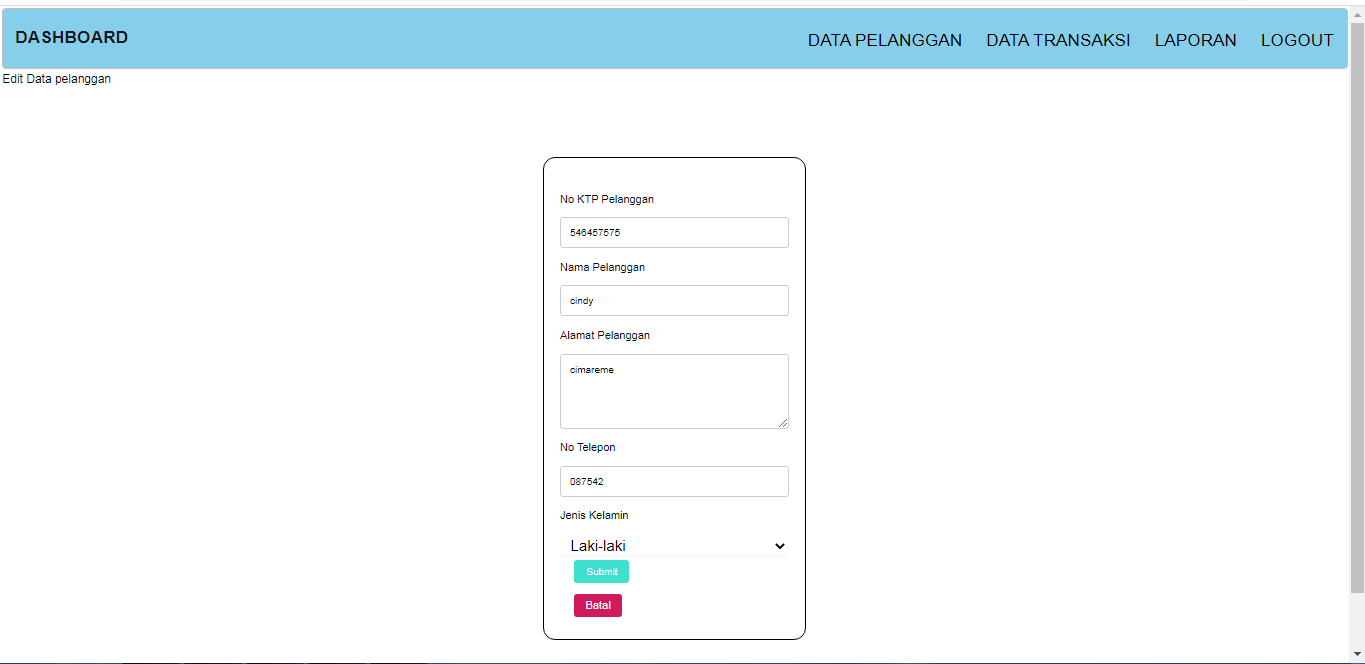 DASHBOARD
DATA PELANGGAN DATA TRANSAKSI LAPORAN LOGOUT
Edit Data pelanggan
No KTP Pelanggan
546457575
Nama Pelanggan
cindy
Alamat Pelanggan
cimareme
No Telepon
087542
Jenis Kelamin
Laki-laki
Submit
Batal